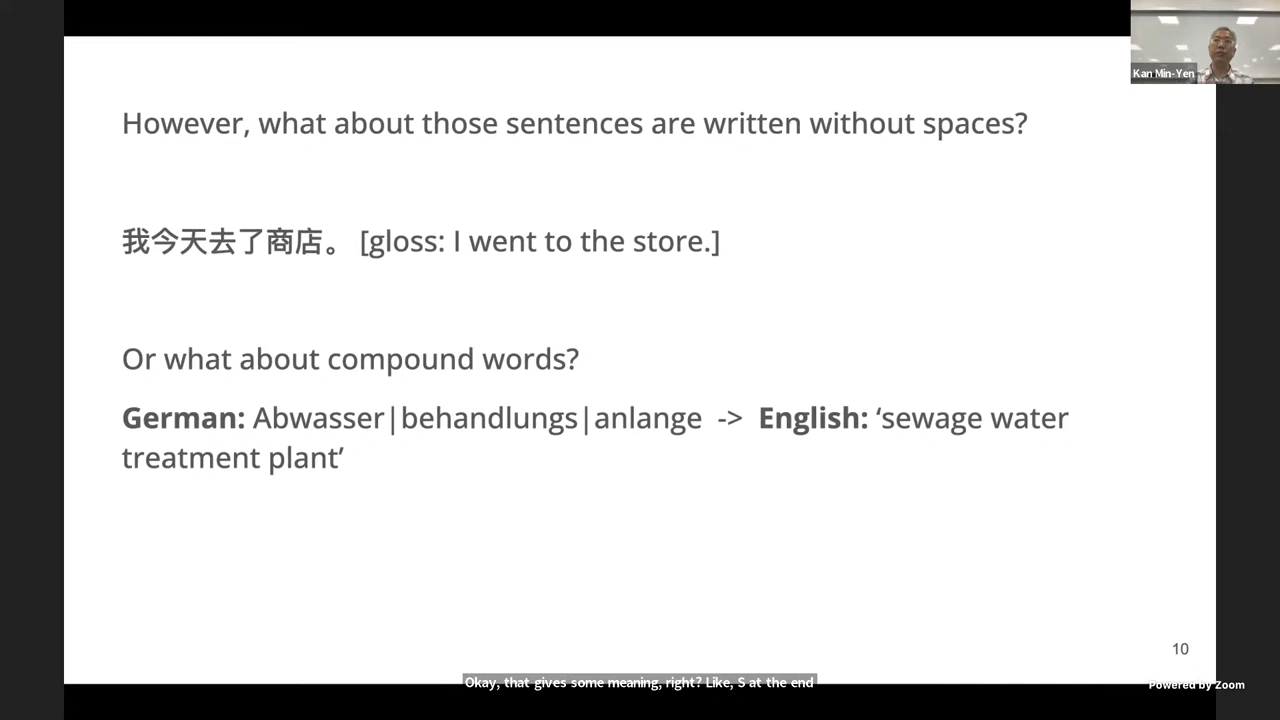 Kan Min-Yen
However, what about those sentences are written without spaces?
我今天去了商店。 [gloss: I went to the store.]
Or what about compound words?
German: Abwasser|behandlungs|anlange -> English: ‘sewage water
treatment plant’
10
Okay, that gives some meaning, right? Like, S at the end
Powered by Zoom